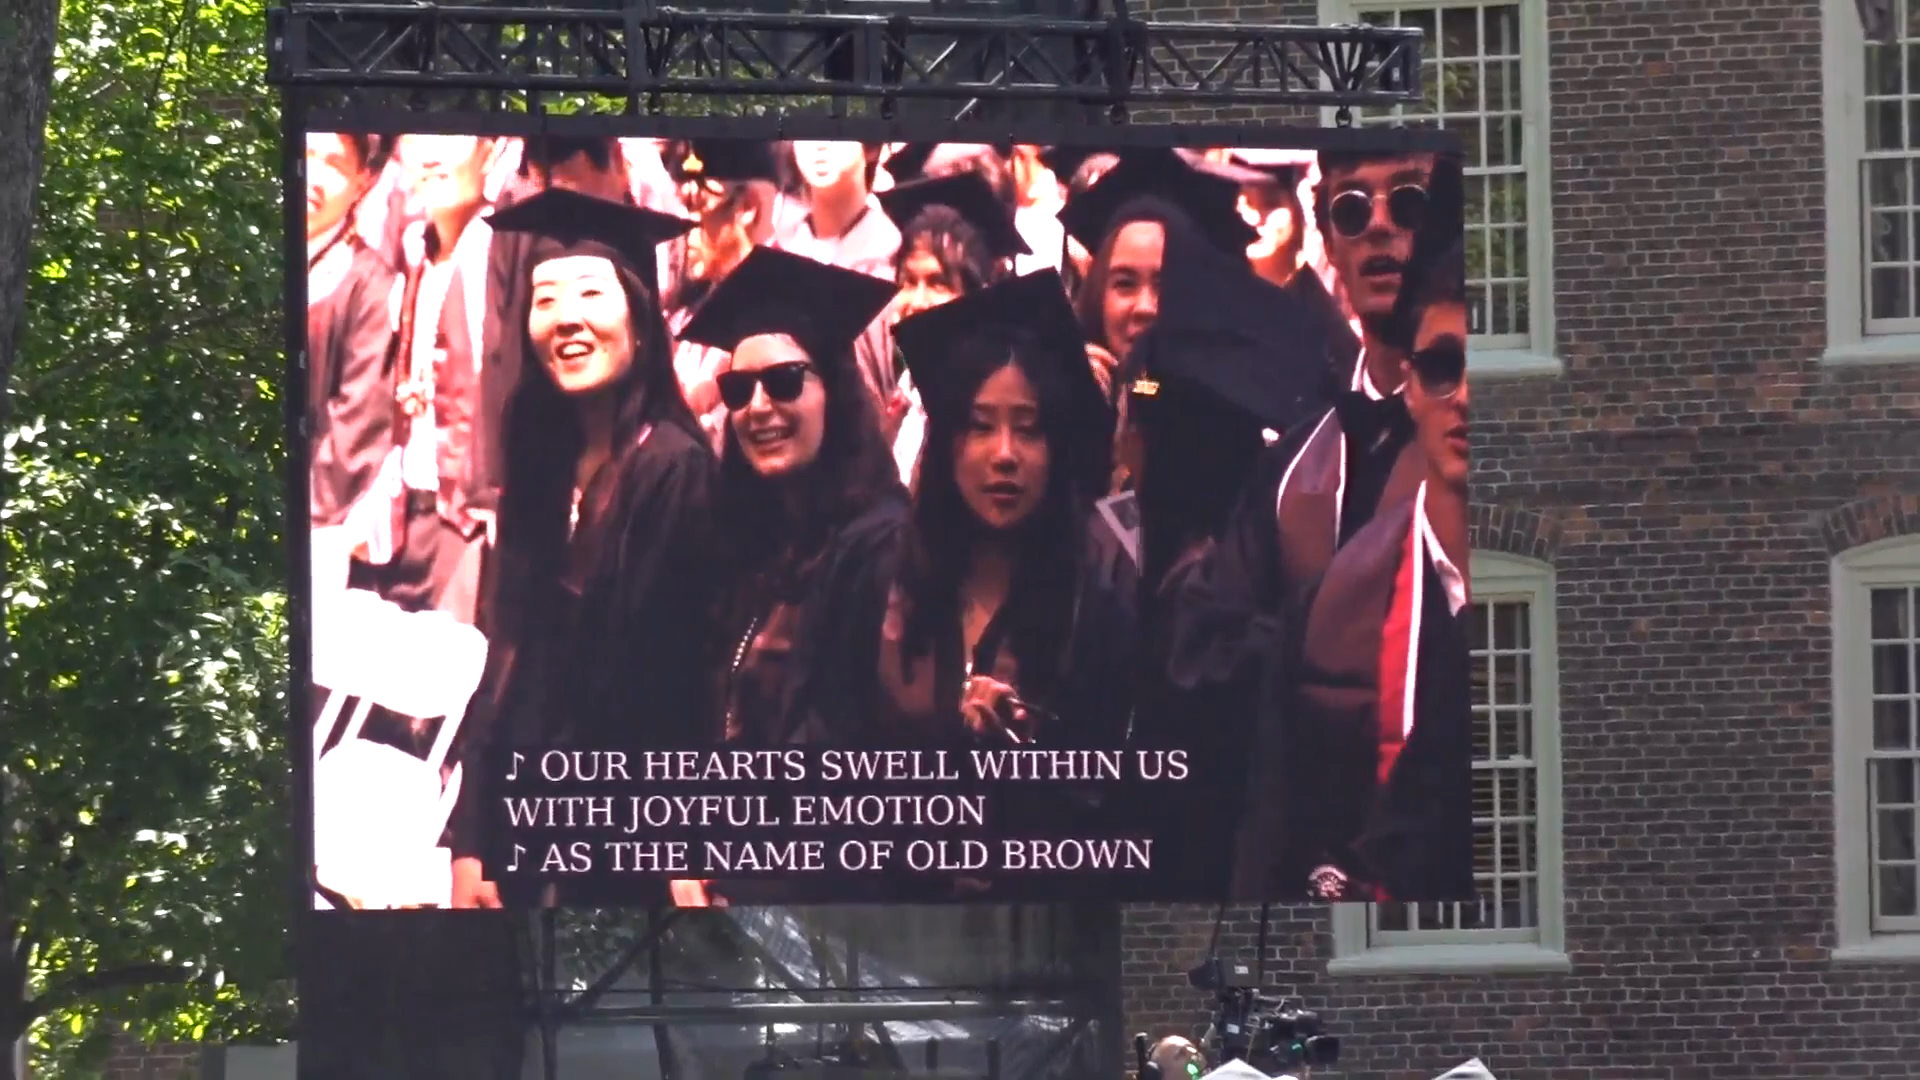 ♪ OUR HEARTS SWELL WITHIN US
WITH JOYFUL EMOTION
♪ AS THE NAME OF OLD BROWN